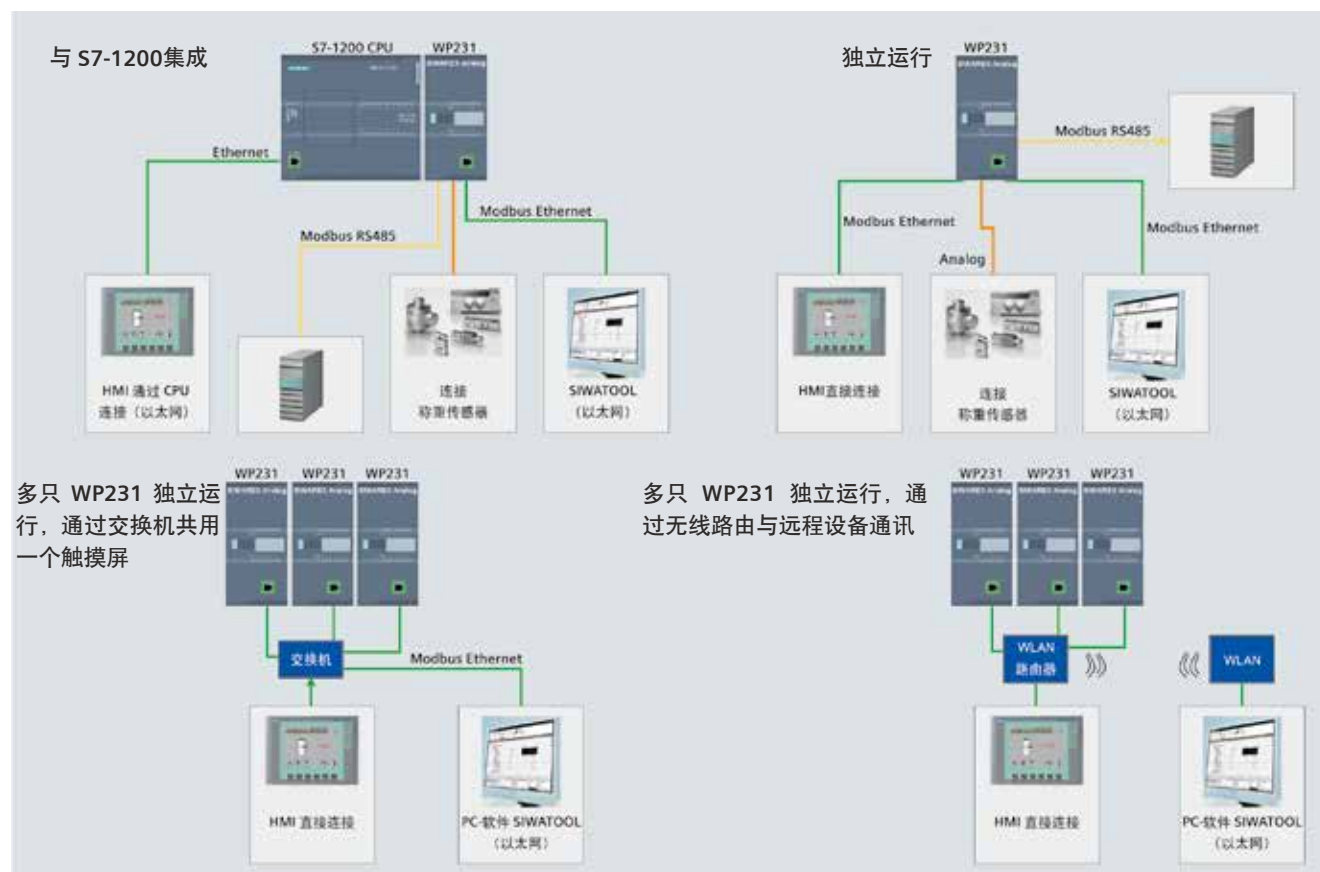 与 S7-1200集成
S7-1200 CPU
WP231
Ethernet
Modbus RS485
Modbus Ethernet
HMI 通过 CPU
连接（以太网）
连接
称重传感器
SIWATOOL
（以太网）
独立运行
WP231
Modbus RS485
Modbus Ethernet
Analog
Modbus Ethernet
HMI直接连接
连接
称重传感器
SIWATOOL
（以太网）
多只 WP231 独立运
行，通过交换机共用
一个触摸屏
WP231
WP231
WP231
交换机
Modbus Ethernet
HMI 直接连接
PC-软件 SIWATOOL
（以太网）
多只 WP231 独立运行，通
过无线路由与远程设备通讯
WP231
WP231
WP231
WLAN
路由器
WLAN
HMI 直接连接
PC-软件 SIWATOOL
（以太网）